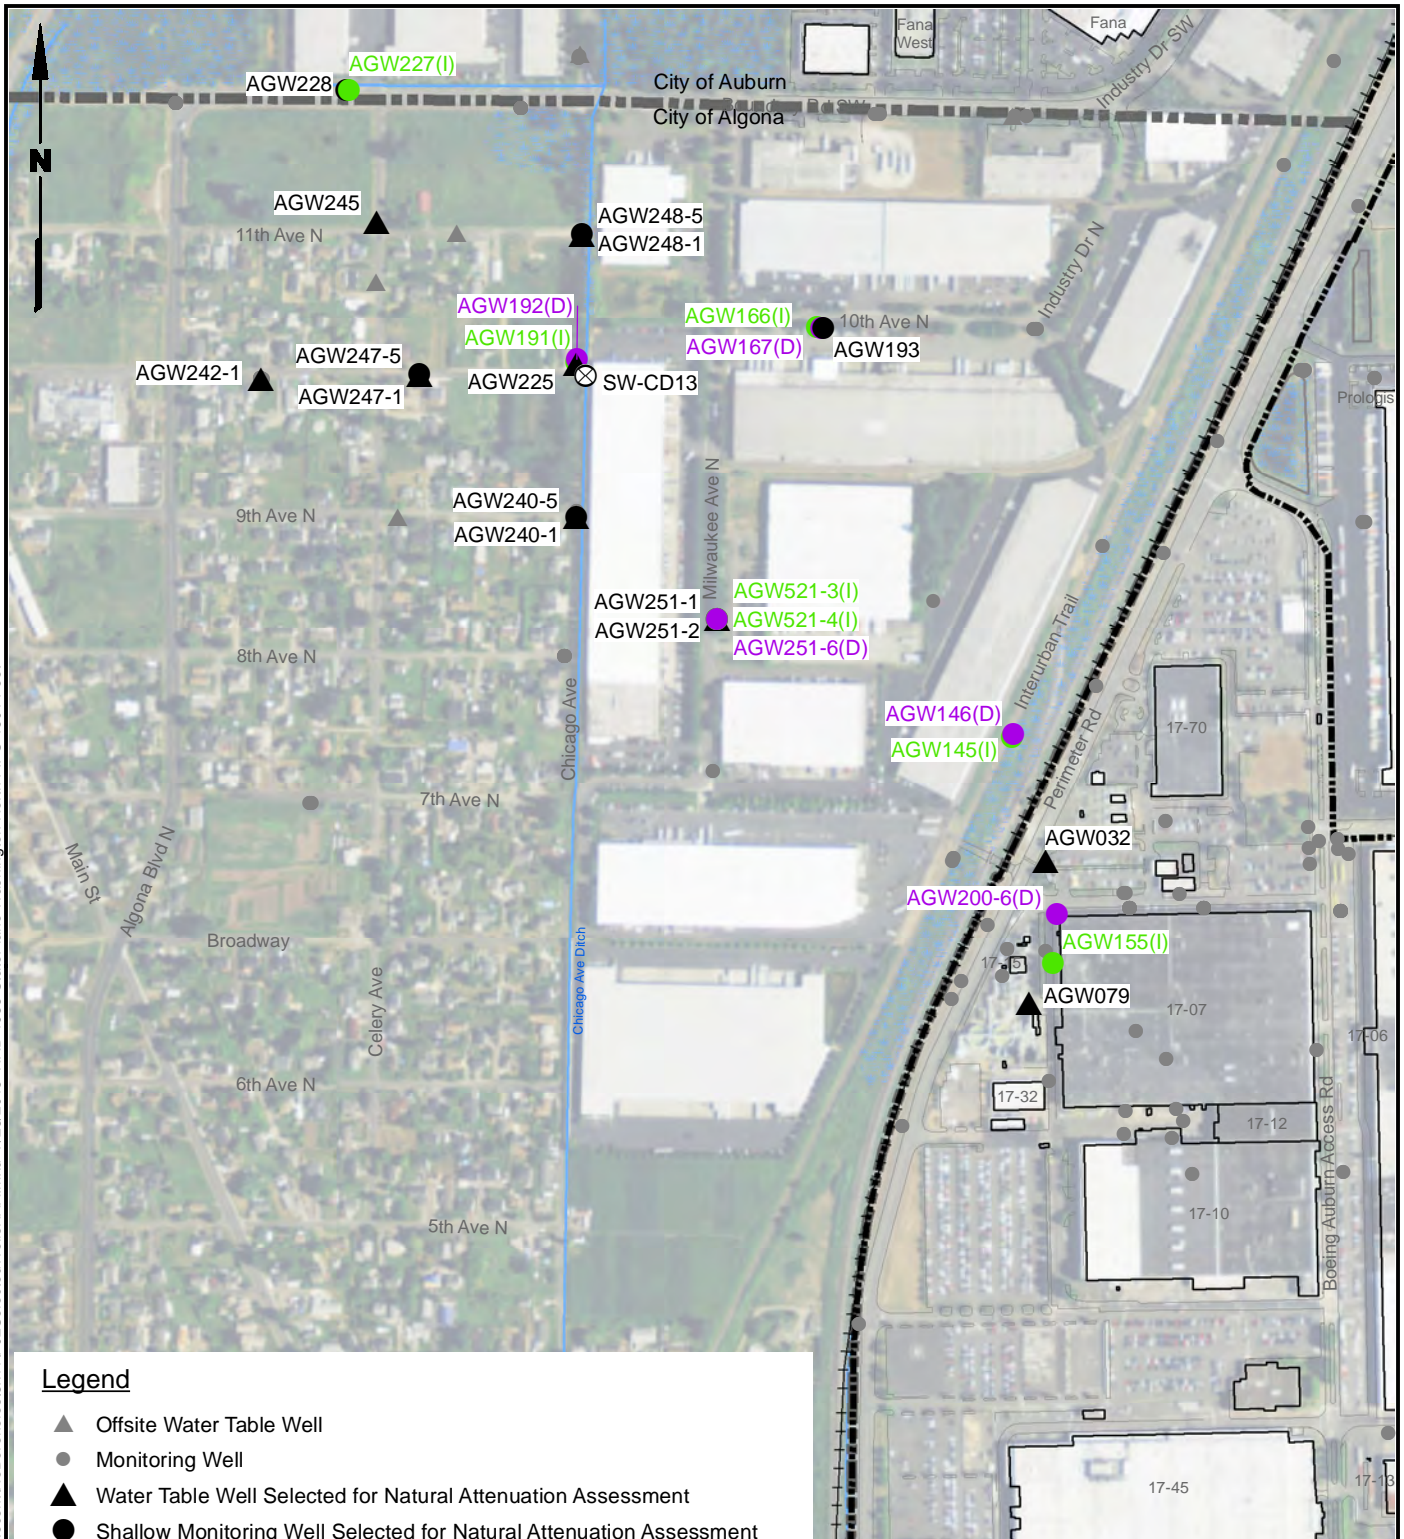 Fana
West
Fana
Industry Dr SW
AGW227(I)
AGW228
City of Auburn
City of Algona
N
AGW245
11th Ave N
AGW248-5
AGW248-1
Industry Dr N
AGW192(D)
AGW191(I)
AGW225
SW-CD13
AGW166(I)
AGW167(D)
10th Ave N
AGW193
AGW247-5
AGW247-1
AGW242-1
Prologis
AGW240-5
AGW240-1
9th Ave N
Milwaukee Ave N
AGW251-1
AGW251-2
AGW521-3(I)
AGW521-4(I)
AGW251-6(D)
Interurban Trail
8th Ave N
Chicago Ave
AGW146(D)
AGW145(I)
Perimeter Rd
17-70
7th Ave N
Main St
Algona Blvd N
AGW032
AGW200-6(D)
AGW155(I)
AGW079
17-07
17-06
Broadway
Celery Ave
Chicago Ave Ditch
6th Ave N
17-32
17-12
Boeing Auburn Access Rd
17-10
5th Ave N
17-45
17-13
Legend
Offsite Water Table Well
Monitoring Well
Water Table Well Selected for Natural Attenuation Assessment
Shallow Monitoring Well Selected for Natural Attenuation Assessment